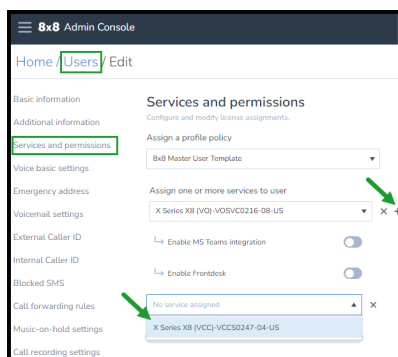 8x8 Admin Console
Home / Users / Edit
Basic information
Additional information
Services and permissions
Voice basic settings
Emergency address
Voicemail settings
External Caller ID
Internal Caller ID
Blocked SMS
Call forwarding rules
Music-on-hold settings
Call recording settings
Services and permissions
Configure and modify license assignments.
Assign a profile policy
8x8 Master User Template
Assign one or more services to user
X Series X8 (VO)-VOSVC0216-08-US
Enable MS Teams integration
Enable Frontdesk
No service assigned
X Series X8 (VCC)-VCCS0247-04-US